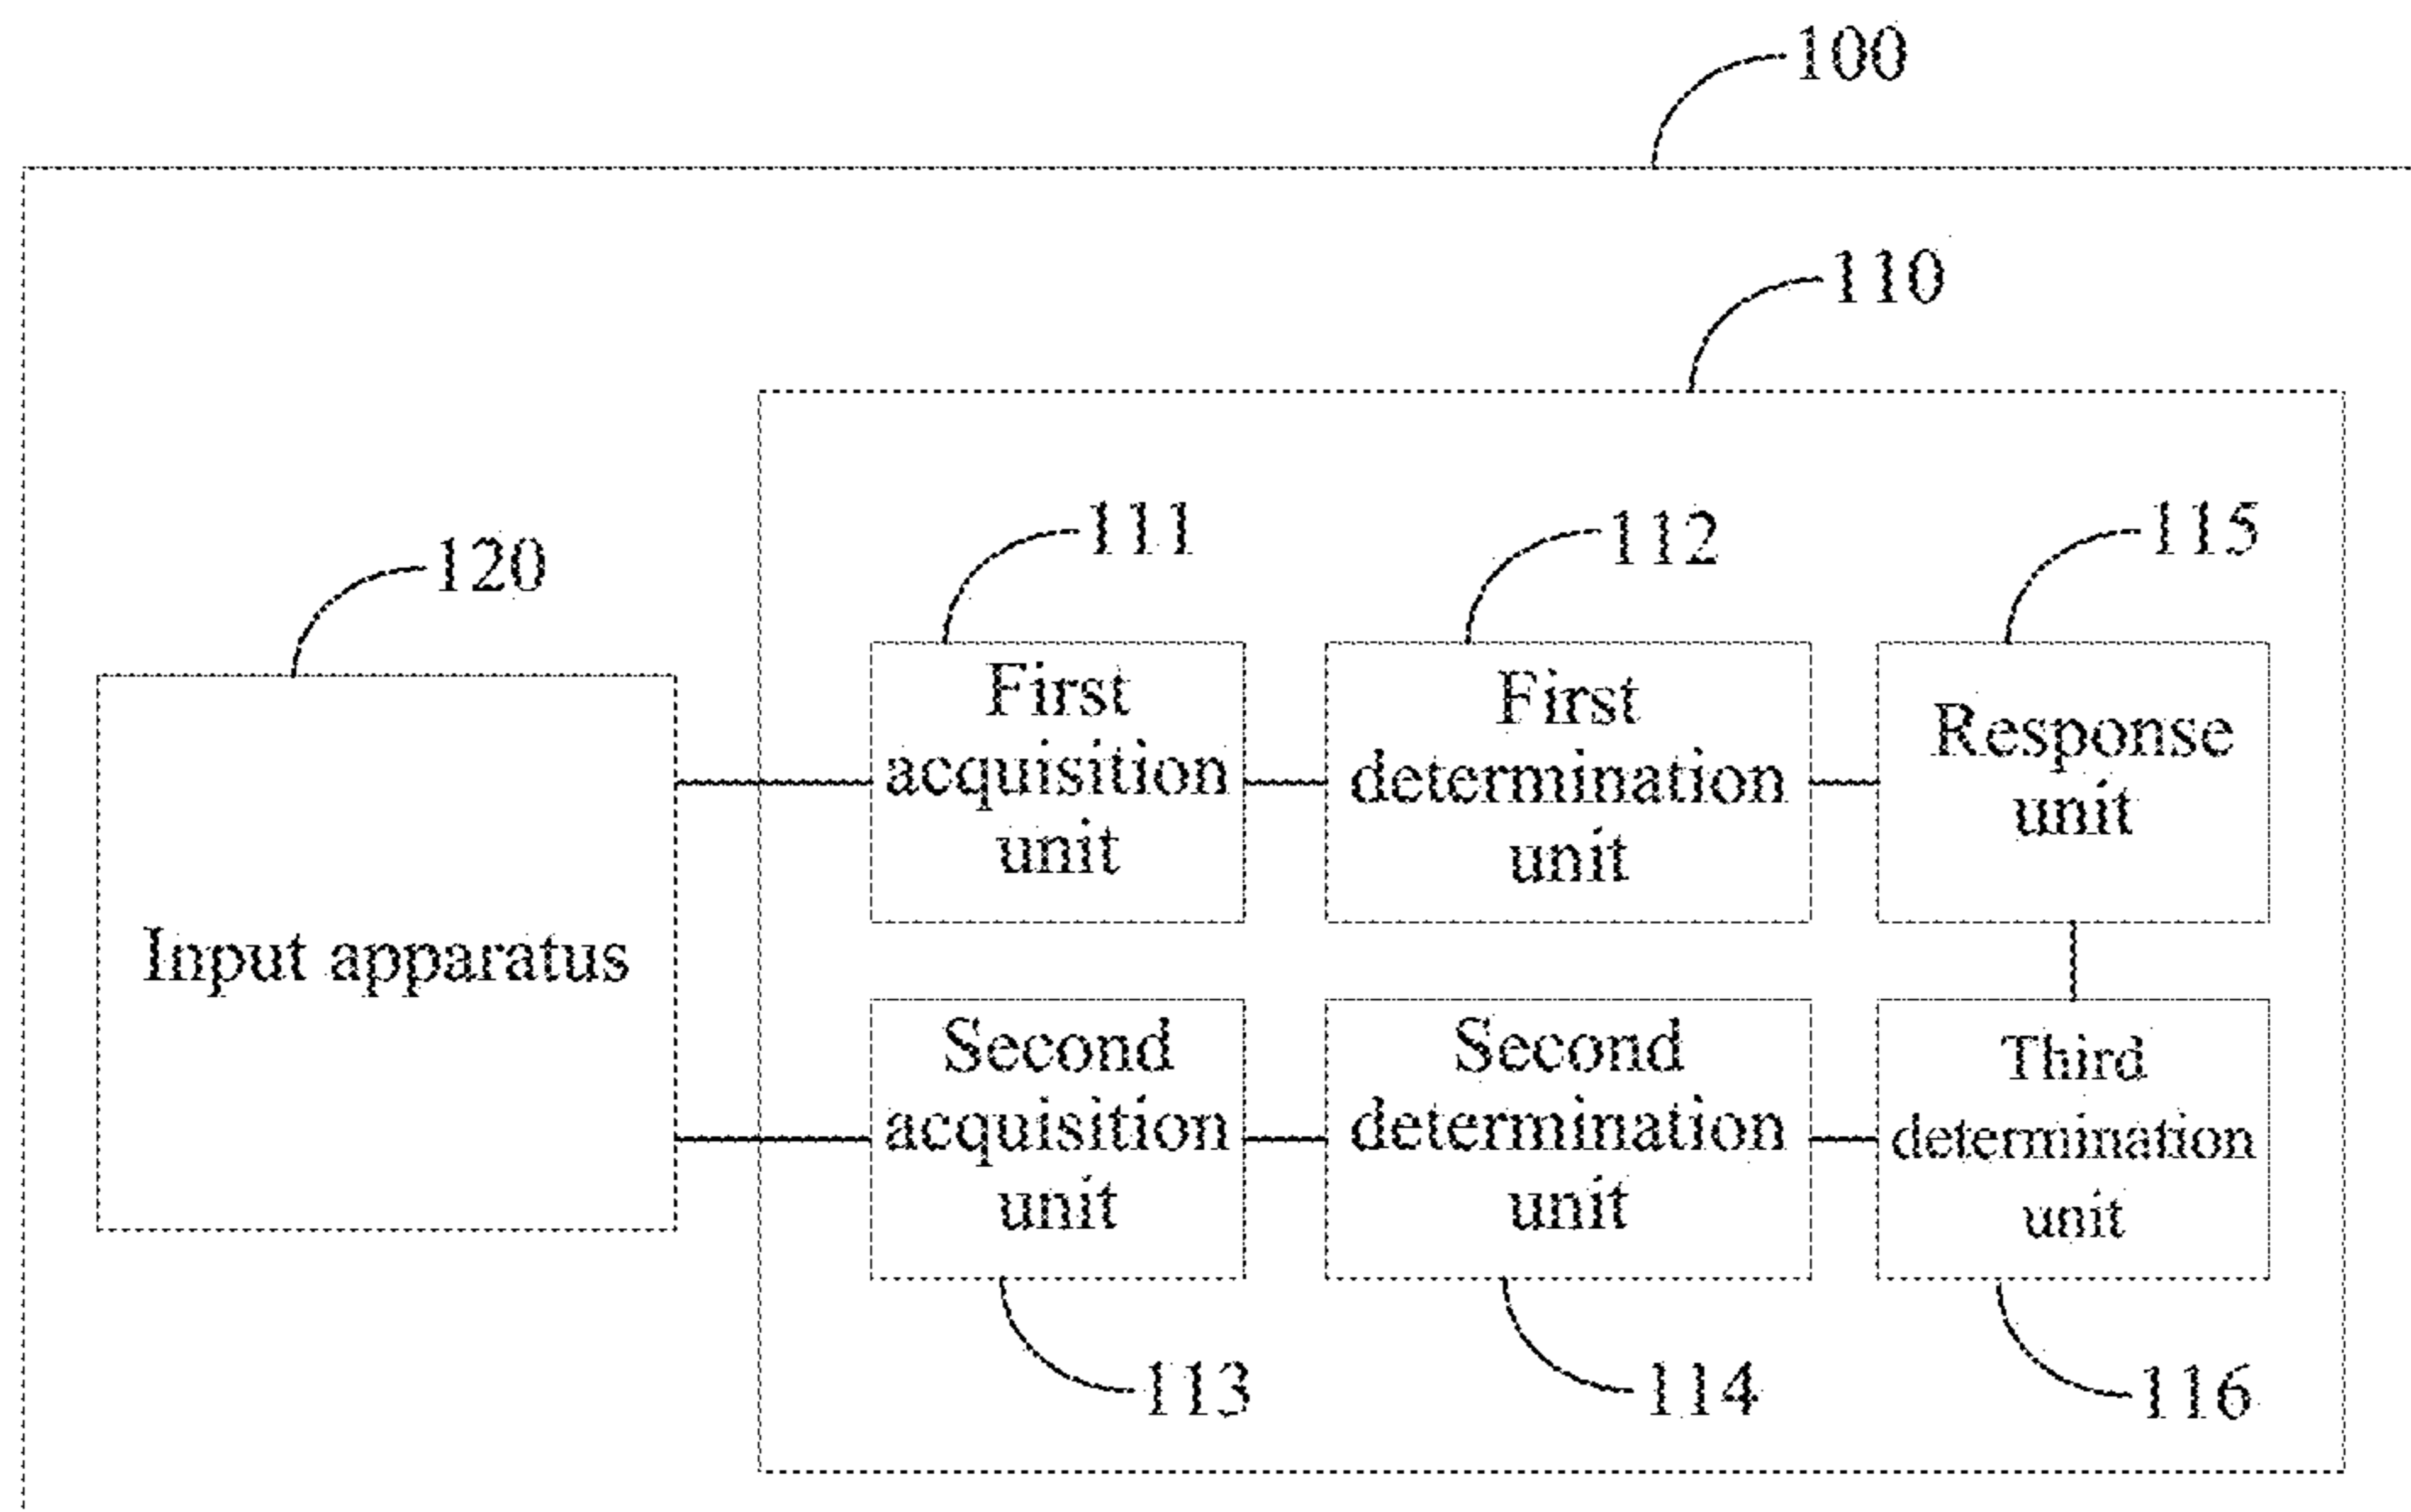 100
110
120
111
112
115
First
acquisition
unit
First
determination
unit
Response
unit
Input apparatus
Second
acquisition
unit
Second
determination
unit
Third
determination
unit
113
114
116